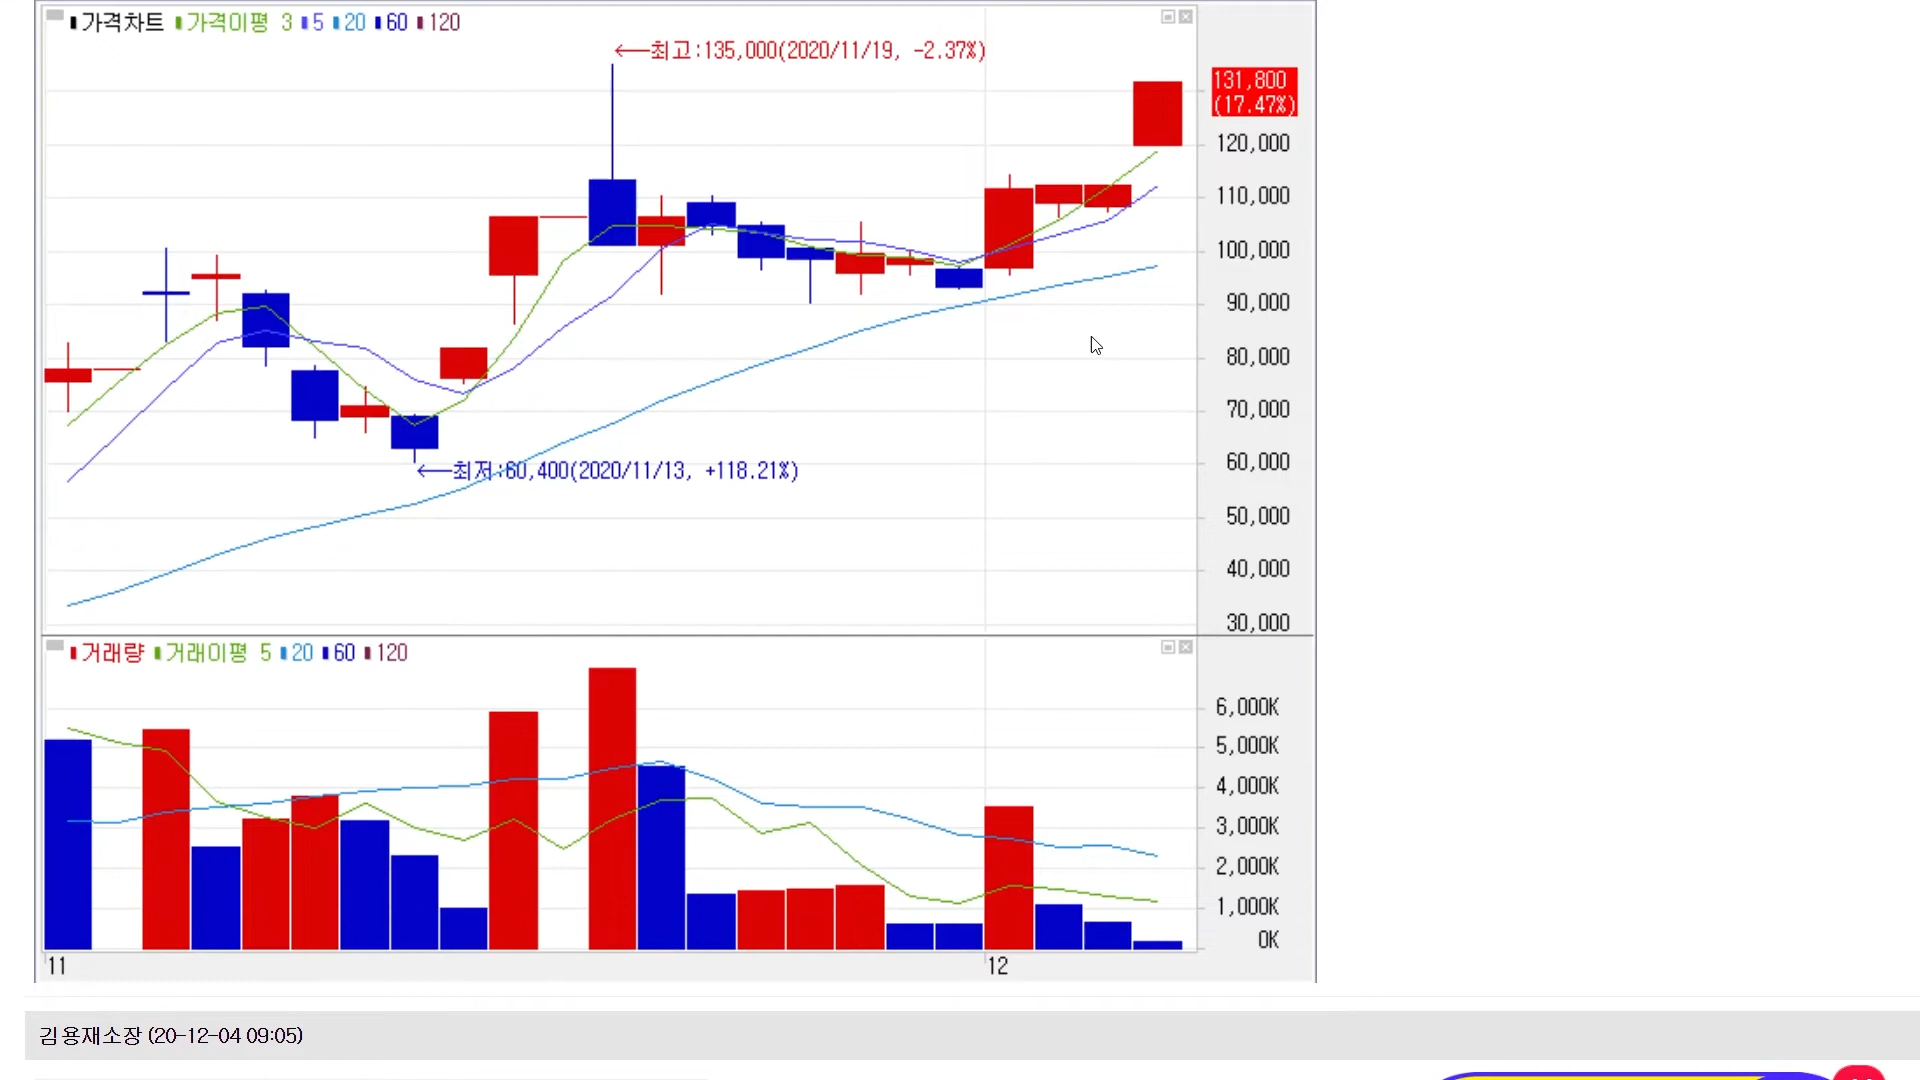 가격차트 가격이평 3 5 20 60 120
←최고:135,000(2020/11/19, -2.37%)
131,800
(17.47%)
120,000
110,000
100,000
90,000
80,000
70,000
←최저:60,400(2020/11/13, +118.21%)
60,000
50,000
40,000
30,000
거래량 거래이평 5 20 60 120
6,000K
5,000K
4,000K
3,000K
2,000K
1,000K
0K
11 12
김용재소장 (20-12-04 09:05)